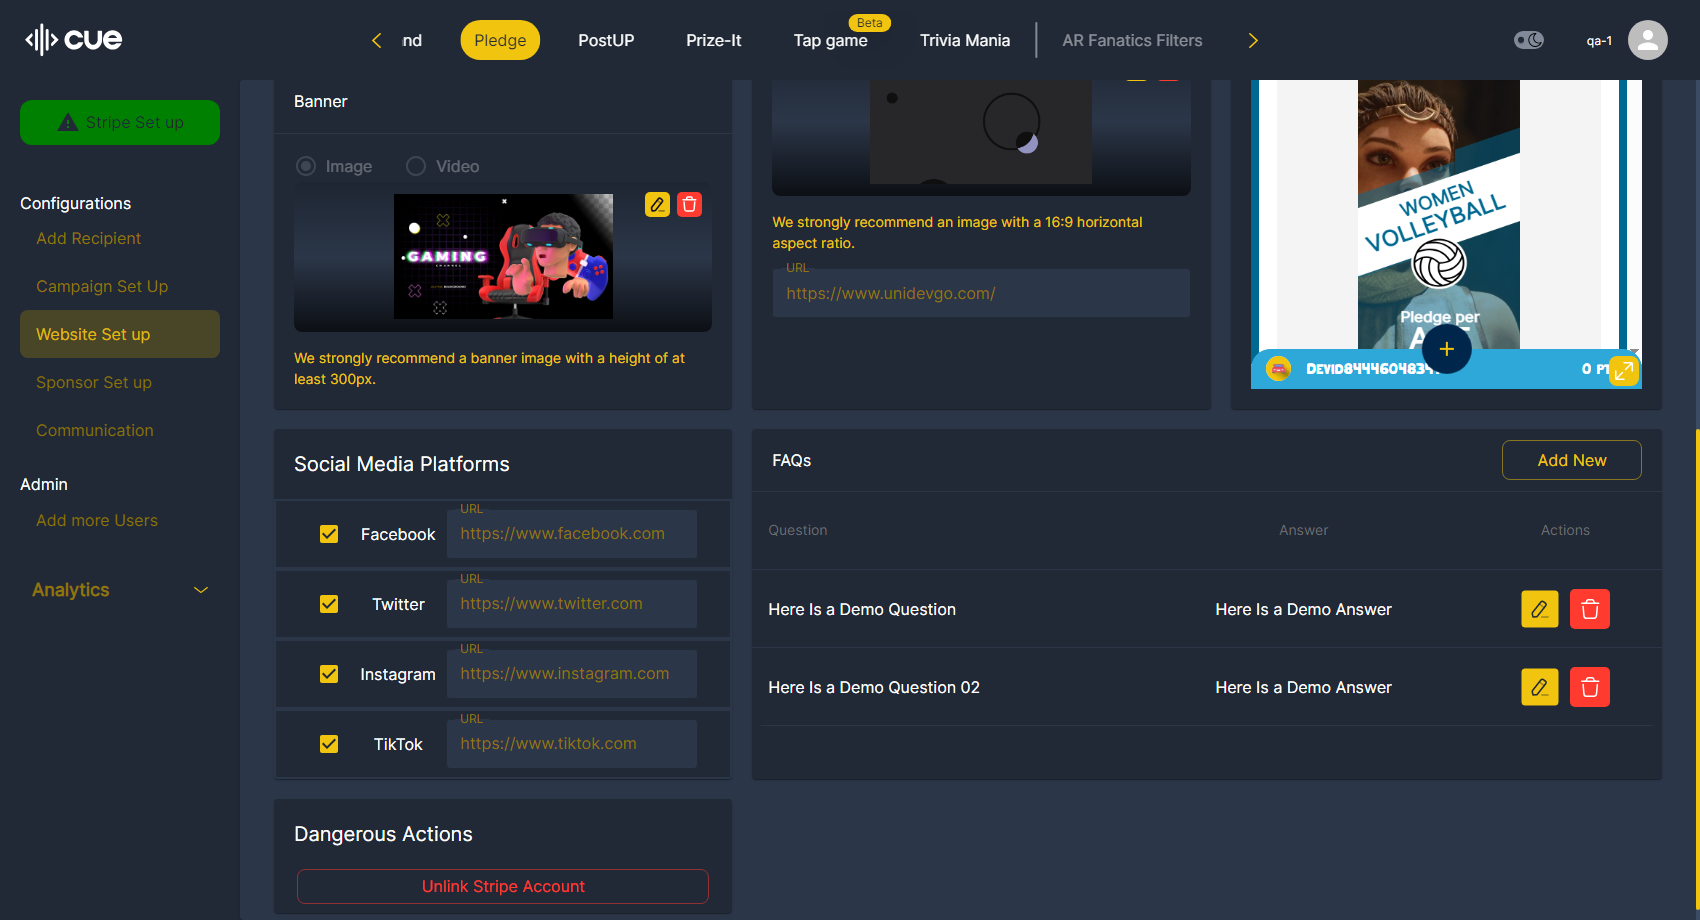 cue
nd
Pledge
PostUP
Prize-It
Tap game
Beta
Trivia Mania
AR Fanatics Filters
qa-1
Stripe Set up
Configurations
Add Recipient
Campaign Set Up
Website Set up
Sponsor Set up
Communication
Admin
Add more Users
Analytics
Banner
Image
Video
GAMING
We strongly recommend a banner image with a height of at
least 300px.
We strongly recommend an image with a 16:9 horizontal
aspect ratio.
URL
https://www.unidevgo.com/
WOMEN
VOLLEYBALL
Pledge per
0 PT
Social Media Platforms
Facebook
URL
https://www.facebook.com
Twitter
URL
https://www.twitter.com
Instagram
URL
https://www.instagram.com
TikTok
URL
https://www.tiktok.com
FAQs
Add New
Question Answer Actions
Here Is a Demo Question Here Is a Demo Answer
Here Is a Demo Question 02 Here Is a Demo Answer
Dangerous Actions
Unlink Stripe Account